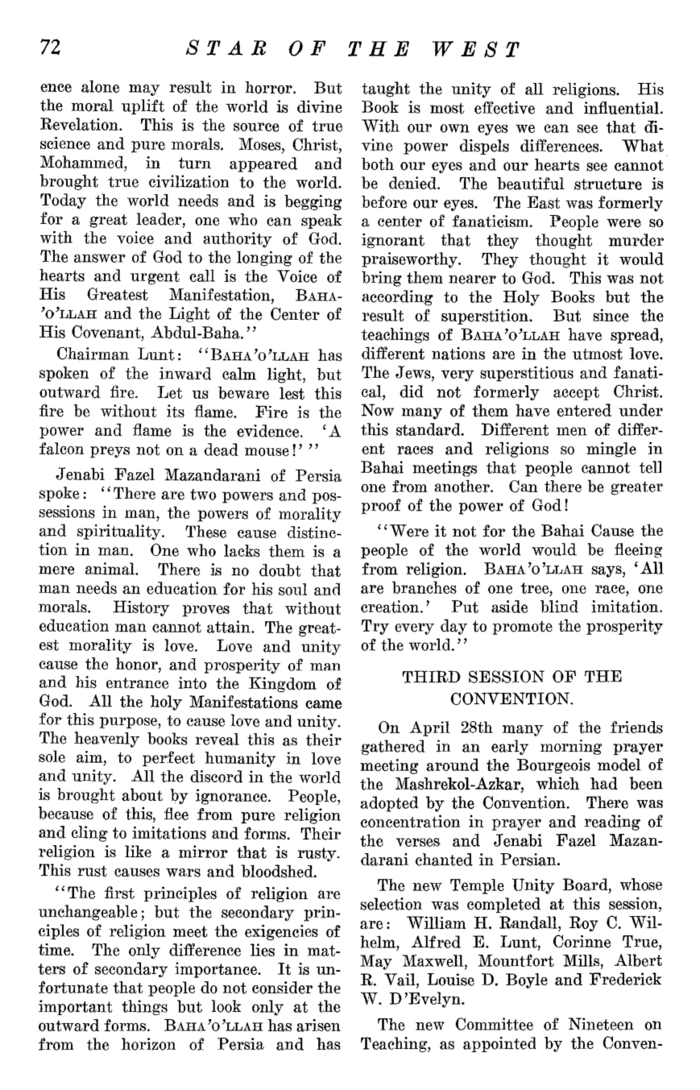 72 STAR OF THE WEST
ence alone may result in horror. But
the moral uplift of the world is divine
Revelation. This is the source of true
science and pure morals. Moses, Christ,
Mohammed, in turn appeared and
brought true civilization to the world.
Today the world needs and is begging
for a great leader, one who can speak
with the voice and authority of God.
The answer of God to the longing of the
hearts and urgent call is the Voice of
His Greatest Manifestation, BAHA-
'O'LLAH and the Light of the Center of
His Covenant, Abdul-Baha."
Chairman Lunt: "BAHA'O'LLAH has
spoken of the inward calm light, but
outward fire. Let us beware lest this
fire be without its flame. Fire is the
power and flame is the evidence. 'A
falcon preys not on a dead mouse!' "
Jenabi Fazel Mazandarani of Persia
spoke: "There are two powers and pos-
sessions in man, the powers of morality
and spirituality. These cause distinc-
tion in man. One who lacks them is a
mere animal. There is no doubt that
man needs an education for his soul and
morals. History proves that without
education man cannot attain. The great-
est morality is love. Love and unity
cause the honor, and prosperity of man
and his entrance into the Kingdom of
God. All the holy Manifestations came
for this purpose, to cause love and unity.
The heavenly books reveal this as their
sole aim, to perfect humanity in love
and unity. All the discord in the world
is brought about by ignorance. People,
because of this, flee from pure religion
and cling to imitations and forms. Their
religion is like a mirror that is rusty.
This rust causes wars and bloodshed.
"The first principles of religion are
unchangeable; but the secondary prin-
ciples of religion meet the exigencies of
time. The only difference lies in mat-
ters of secondary importance. It is un-
fortunate that people do not consider the
important things but look only at the
outward forms. BAHA'O'LLAH has arisen
from the horizon of Persia and has
taught the unity of all religions. His
Book is most effective and influential.
With our own eyes we can see that di-
vine power dispels differences. What
both our eyes and our hearts see cannot
be denied. The beautiful structure is
before our eyes. The East was formerly
a center of fanaticism. People were so
ignorant that they thought murder
praiseworthy. They thought it would
bring them nearer to God. This was not
according to the Holy Books but the
result of superstition. But since the
teachings of BAHA'O'LLAH have spread,
different nations are in the utmost love.
The Jews, very superstitious and fanati-
cal, did not formerly accept Christ.
Now many of them have entered under
this standard. Different men of differ-
ent races and religions so mingle in
Bahai meetings that people cannot tell
one from another. Can there be greater
proof of the power of God!
"Were it not for the Bahai Cause the
people of the world would be fleeing
from religion. BAHA'O'LLAH says, 'All
are branches of one tree, one race, one
creation.' Put aside blind imitation.
Try every day to promote the prosperity
of the world."
THIRD SESSION OF THE
CONVENTION.
On April 28th many of the friends
gathered in an early morning prayer
meeting around the Bourgeois model of
the Mashrekol-Azkar, which had been
adopted by the Convention. There was
concentration in prayer and reading of
the verses and Jenabi Fazel Mazan-
darani chanted in Persian.
The new Temple Unity Board, whose
selection was completed at this session,
are: William H. Randall, Roy C. Wil-
helm, Alfred E. Lunt, Corinne True,
May Maxwell, Mountfort Mills, Albert
R. Vail, Louise D. Boyle and Frederick
W. D'Evelyn.
The new Committee of Nineteen on
Teaching, as appointed by the Conven-